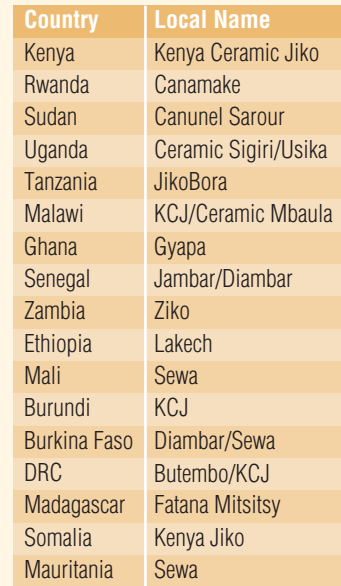 Country Local Name
Kenya Kenya Ceramic Jiko
Rwanda Canamake
Sudan Canunel Sarour
Uganda Ceramic Sigiri/Usika
Tanzania JikoBora
Malawi KCJ/Ceramic Mbaula
Ghana Gyapa
Senegal Jambar/Diambar
Zambia Ziko
Ethiopia Lakech
Mali Sewa
Burundi KCJ
Burkina Faso Diambar/Sewa
DRC Butembo/KCJ
Madagascar Fatana Mitsitsy
Somalia Kenya Jiko
Mauritania Sewa